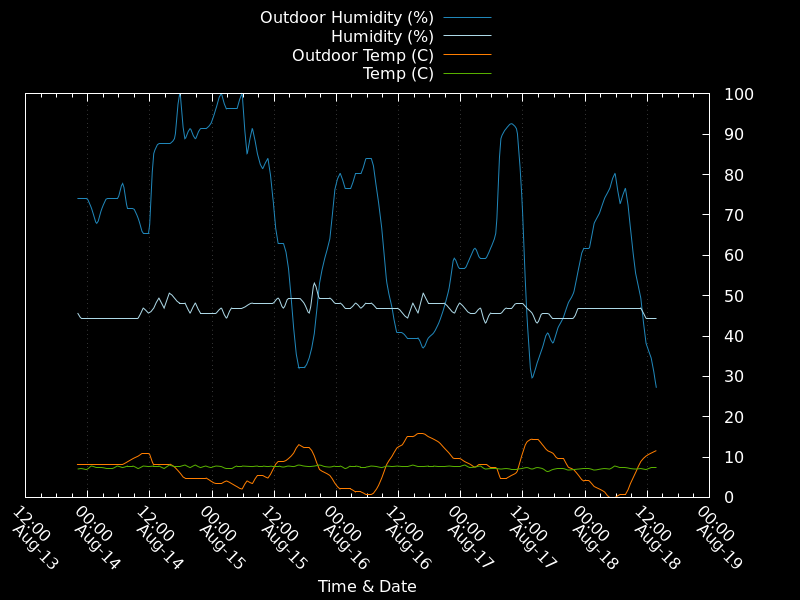 Outdoor Humidity (%)
Humidity (%)
Outdoor Temp (C)
Temp (C)
100
90
80
70
60
50
40
30
20
10
0
12:00 Aug-13
00:00 Aug-14
12:00 Aug-14
00:00 Aug-15
12:00 Aug-15
00:00 Aug-16
12:00 Aug-16
00:00 Aug-17
12:00 Aug-17
00:00 Aug-18
12:00 Aug-18
00:00 Aug-19
Time & Date